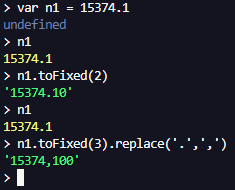 > var n1 = 15374.1
undefined
> n1
15374.1
> n1.toFixed(2)
'15374.10'
> n1
15374.1
> n1.toFixed(3).replace('.',',')
'15374,100'
>